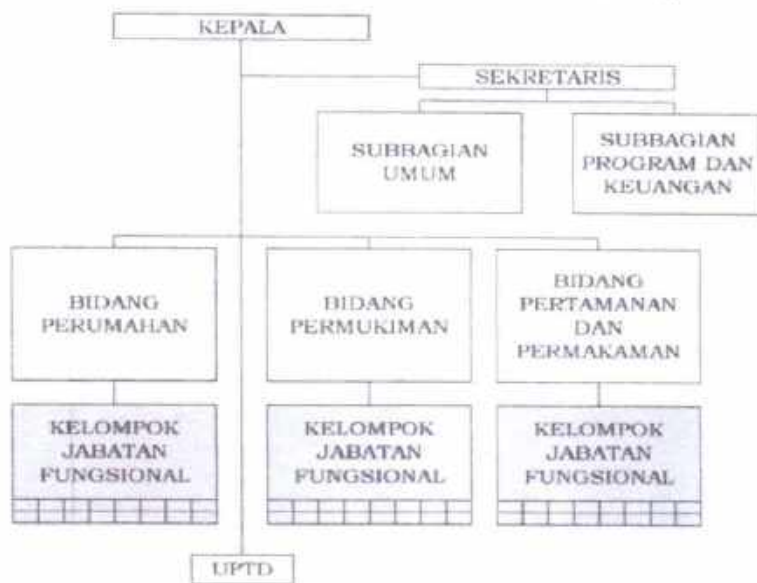 KEPALA
SEKRETARIS
SUBBAGIAN
UMUM
SUBBAGIAN
PROGRAM DAN
KEUANGAN
BIDANG
PERUMAHAN
BIDANG
PERMUKIMAN
BIDANG
PERTAMANAN
DAN
PERMAKAMAN
KELOMPOK
JABATAN
FUNGSIONAL
KELOMPOK
JABATAN
FUNGSIONAL
KELOMPOK
JABATAN
FUNGSIONAL
UPTD